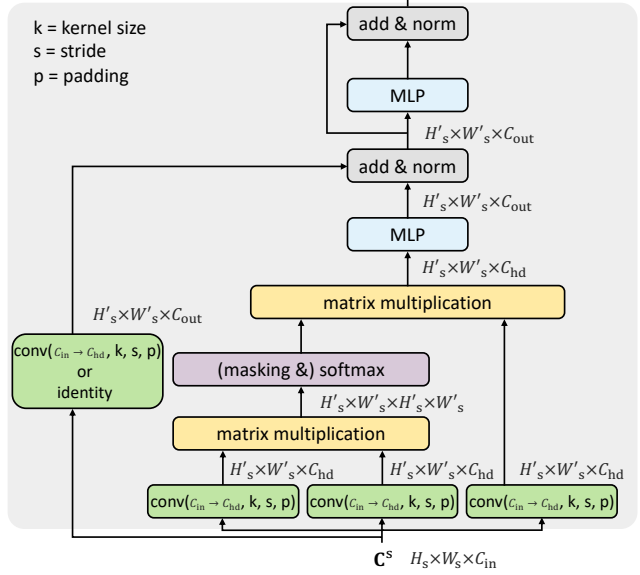 k = kernel size
s = stride
p = padding
add & norm
MLP
H′s×W′s×Cout
add & norm
H′s×W′s×Cout
MLP
H′s×W′s×Chd
matrix multiplication
H′s×W′s×Cout
conv(Cin → Chd, k, s, p)
or
identity
(masking &) softmax
H′s×W′s×H′s×W′s
matrix multiplication
H′s×W′s×Chd H′s×W′s×Chd H′s×W′s×Chd
conv(Cin → Chd, k, s, p) conv(Cin → Chd, k, s, p) conv(Cin → Chd, k, s, p)
Cs Hs×Ws×Cin